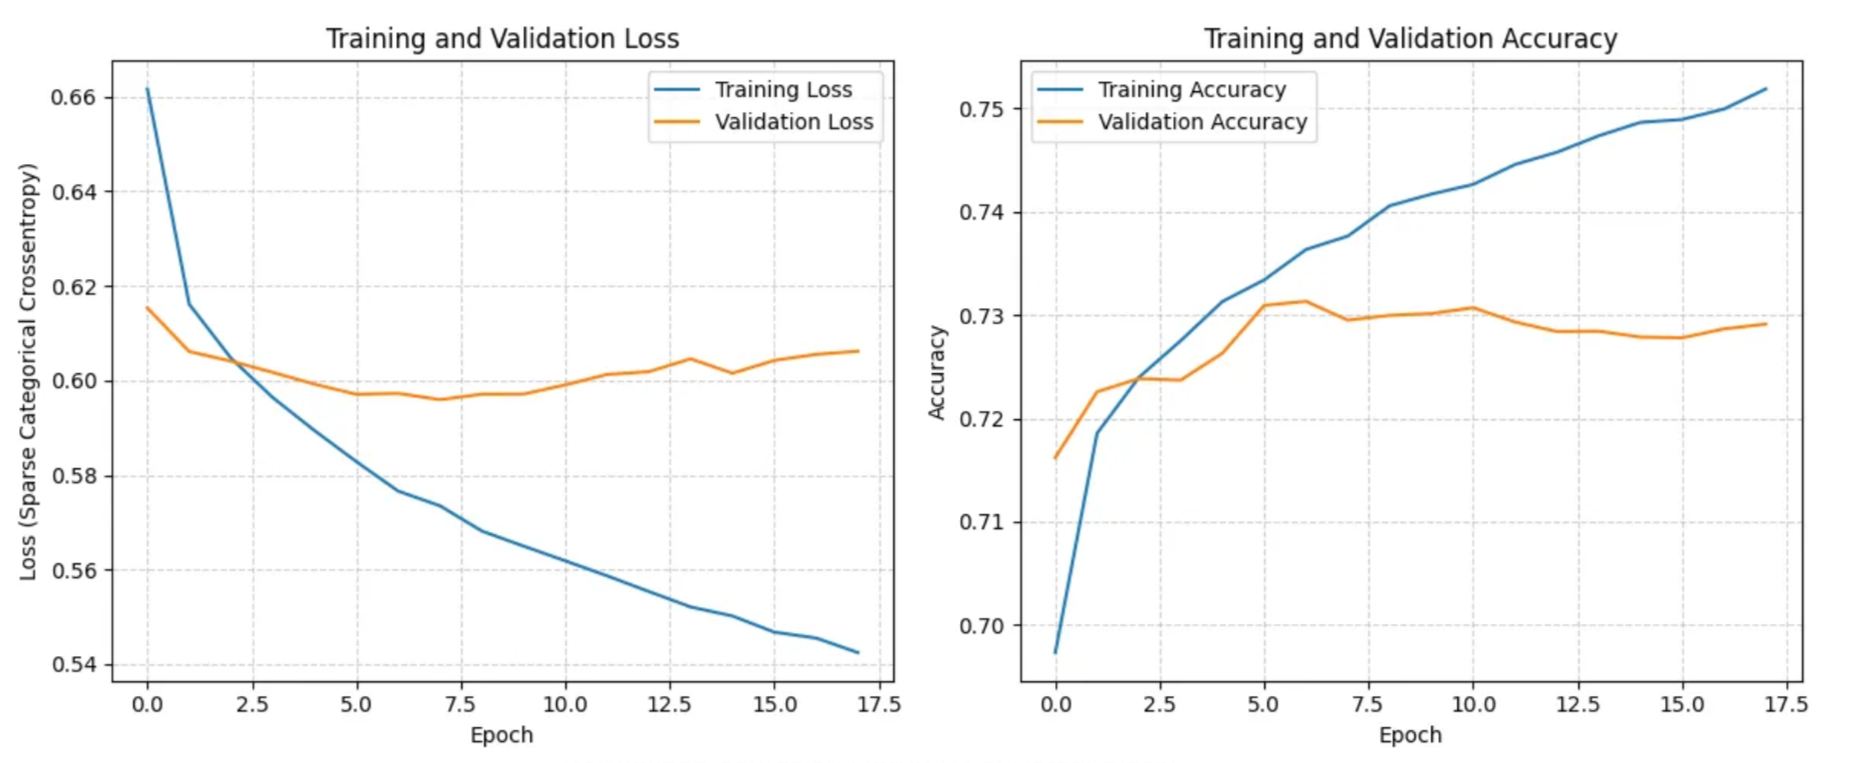 Training and Validation Loss
Training Loss
Validation Loss
0.66
0.64
0.62
0.60
0.58
0.56
0.54
Loss (Sparse Categorical Crossentropy)
0.0 2.5 5.0 7.5 10.0 12.5 15.0 17.5
Epoch
Training and Validation Accuracy
Training Accuracy
Validation Accuracy
0.75
0.74
0.73
0.72
0.71
0.70
Accuracy
0.0 2.5 5.0 7.5 10.0 12.5 15.0 17.5
Epoch